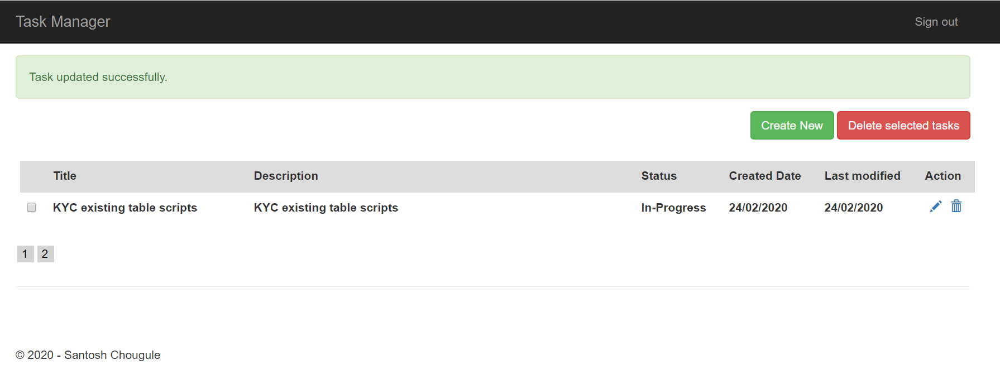 Task Manager Sign out
Task updated successfully.
Create New Delete selected tasks
Title Description Status Created Date Last modified Action
KYC existing table scripts KYC existing table scripts In-Progress 24/02/2020 24/02/2020
1 2
© 2020 - Santosh Chougule